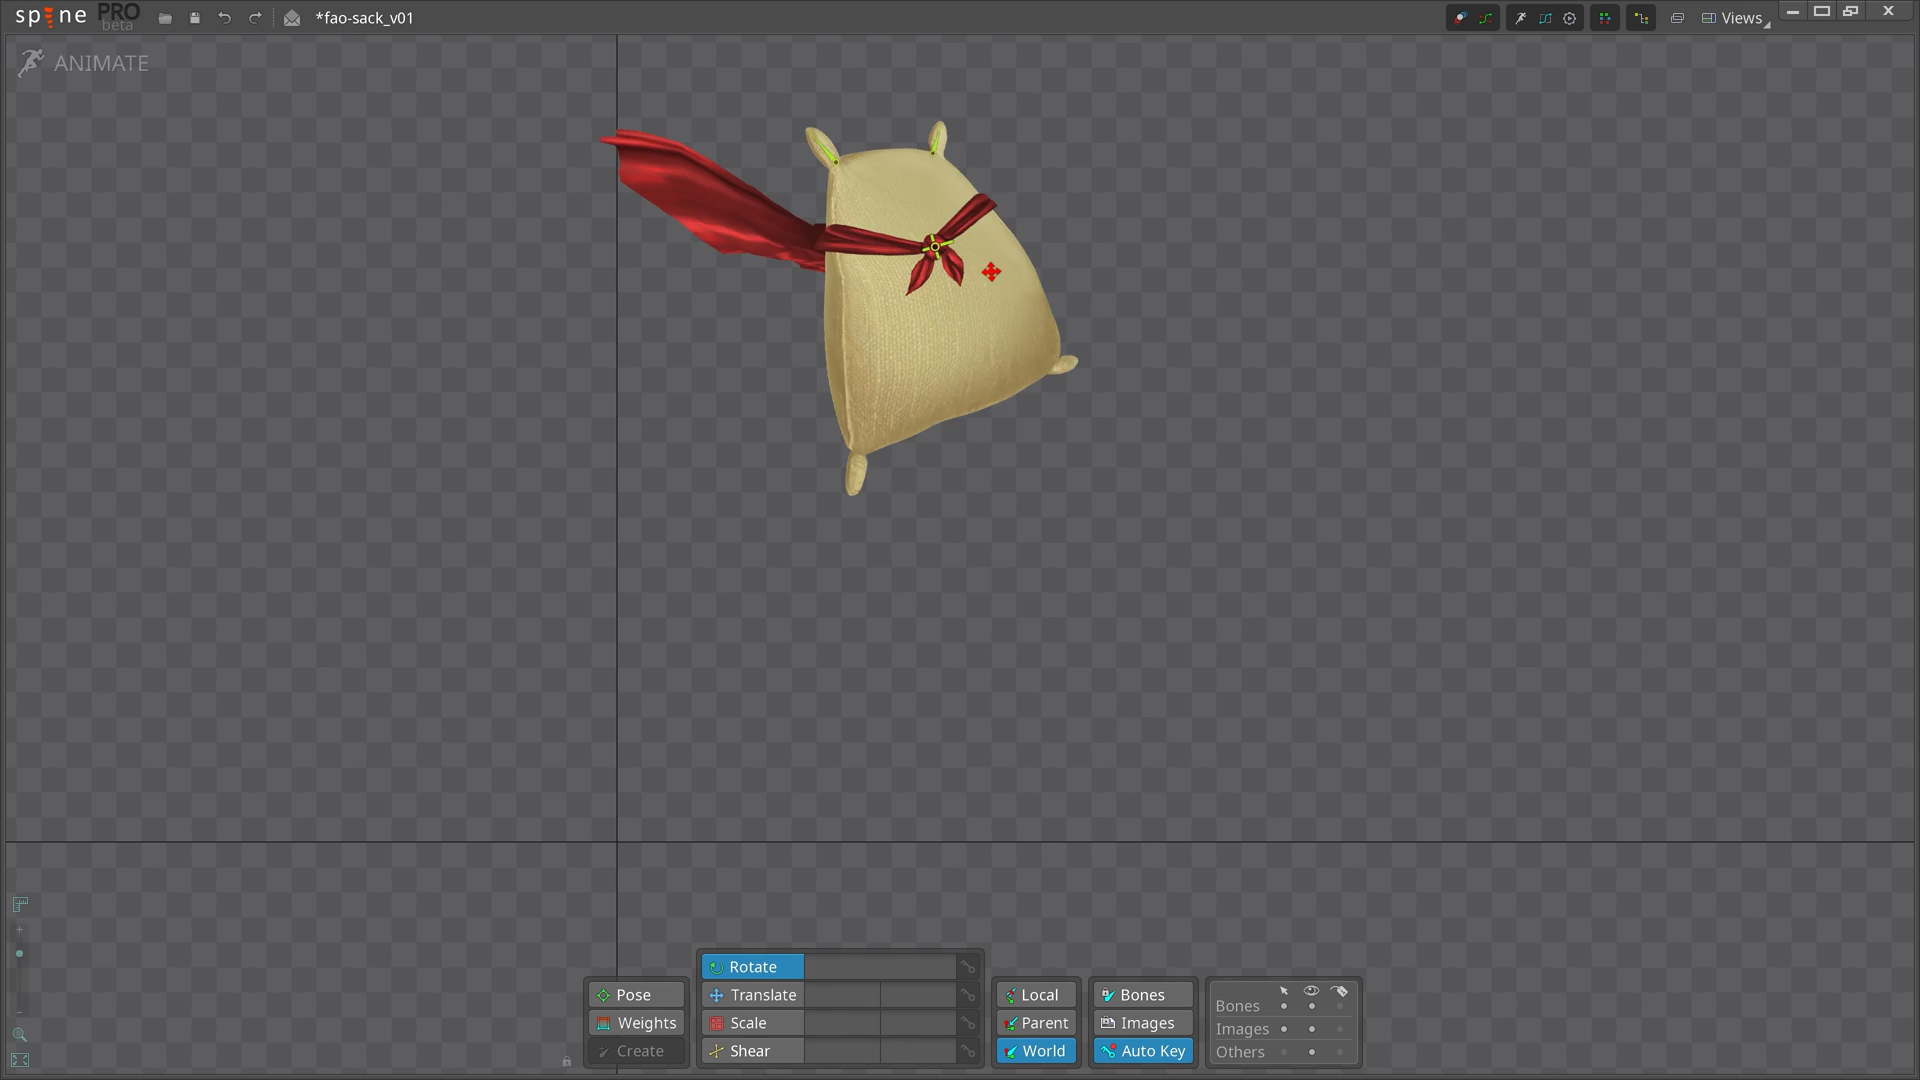 spine PRO
beta
*fao-sack_v01
Views
ANIMATE
Rotate
Pose
Translate
Local
Bones
Bones
Weights
Scale
Parent
Images
Images
Create
Shear
World
Auto Key
Others